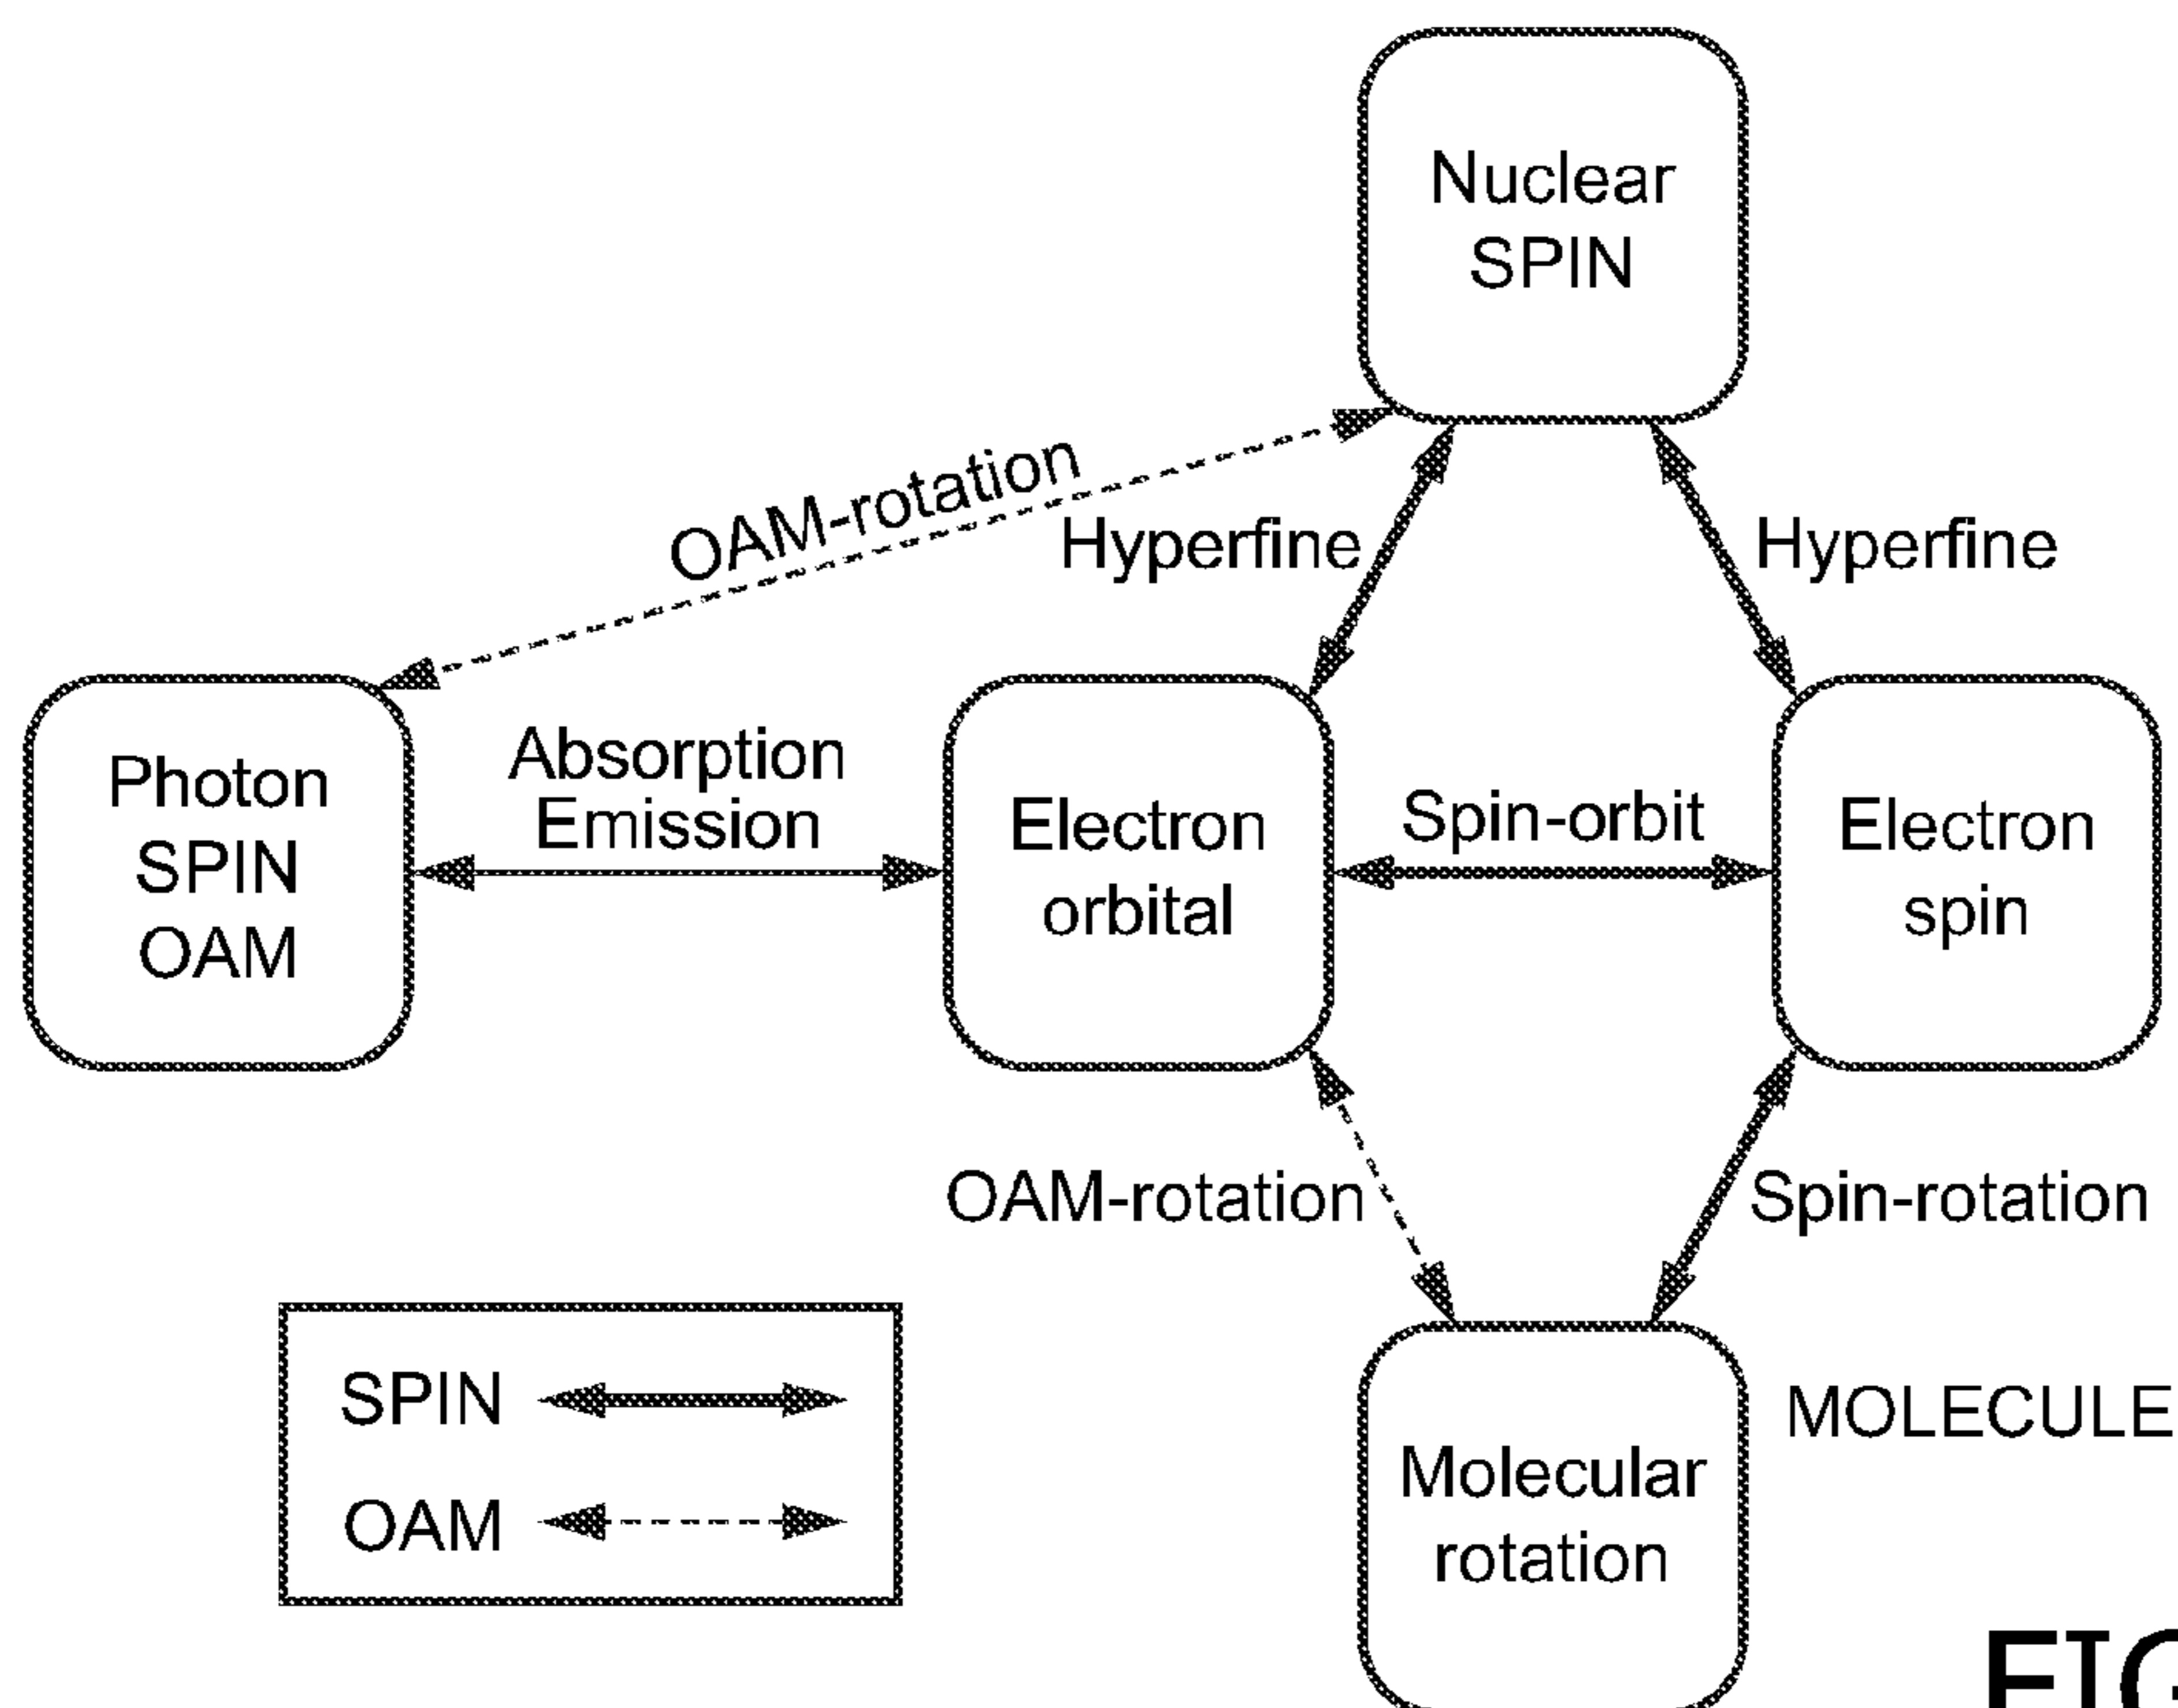 Nuclear
SPIN
OAM-rotation
Hyperfine
Hyperfine
Photon
SPIN
OAM
Absorption
Emission
Electron
orbital
Spin-orbit
Electron
spin
OAM-rotation
Spin-rotation
SPIN
OAM
MOLECULE
Molecular
rotation